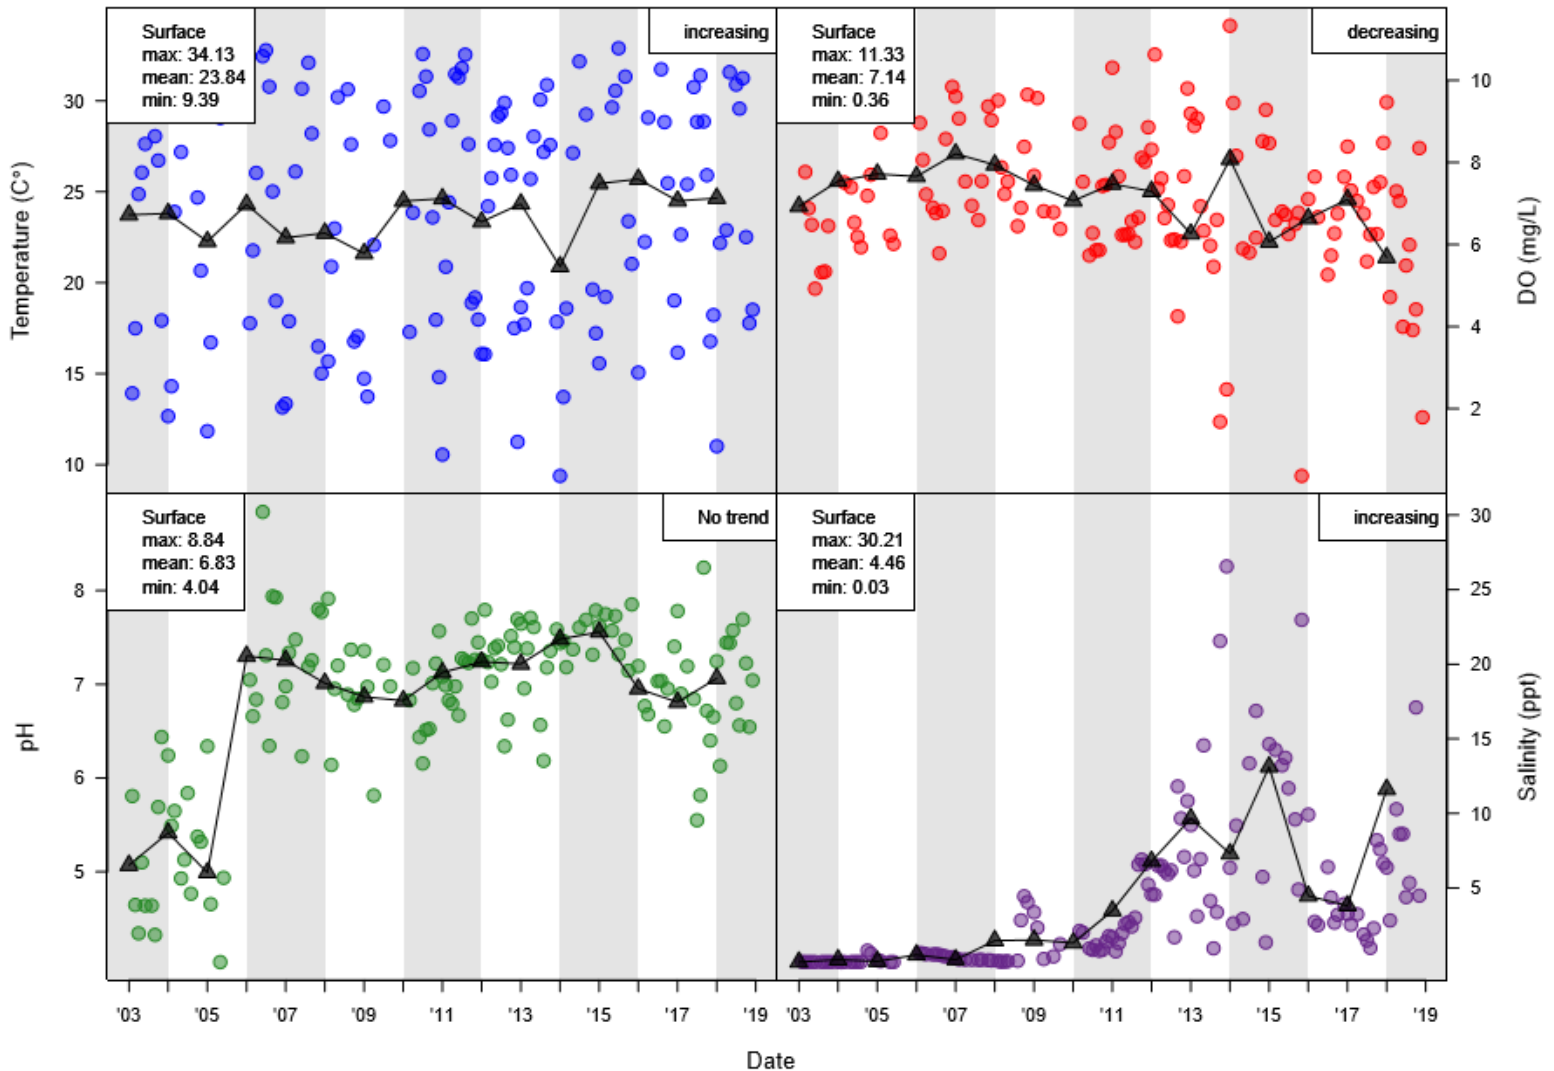 Surface
max: 34.13
mean: 23.84
min: 9.39
increasing
Surface
max: 11.33
mean: 7.14
min: 0.36
decreasing
30
25
20
15
10
Temperature (C°)
10
8
6
4
2
DO (mg/L)
Surface
max: 8.84
mean: 6.83
min: 4.04
No trend
Surface
max: 30.21
mean: 4.46
min: 0.03
increasing
8
7
6
5
pH
30
25
20
15
10
5
Salinity (ppt)
'03 '05 '07 '09 '11 '13 '15 '17 '19
'03 '05 '07 '09 '11 '13 '15 '17 '19
Date